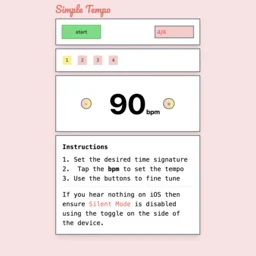 Simple Tempo
start
4/4
1 2 3 4
- 90 bpm +
Instructions
1. Set the desired time signature
2. Tap the bpm to set the tempo
3. Use the buttons to fine tune
If you hear nothing on iOS then
ensure Silent Mode is disabled
using the toggle on the side of
the device.